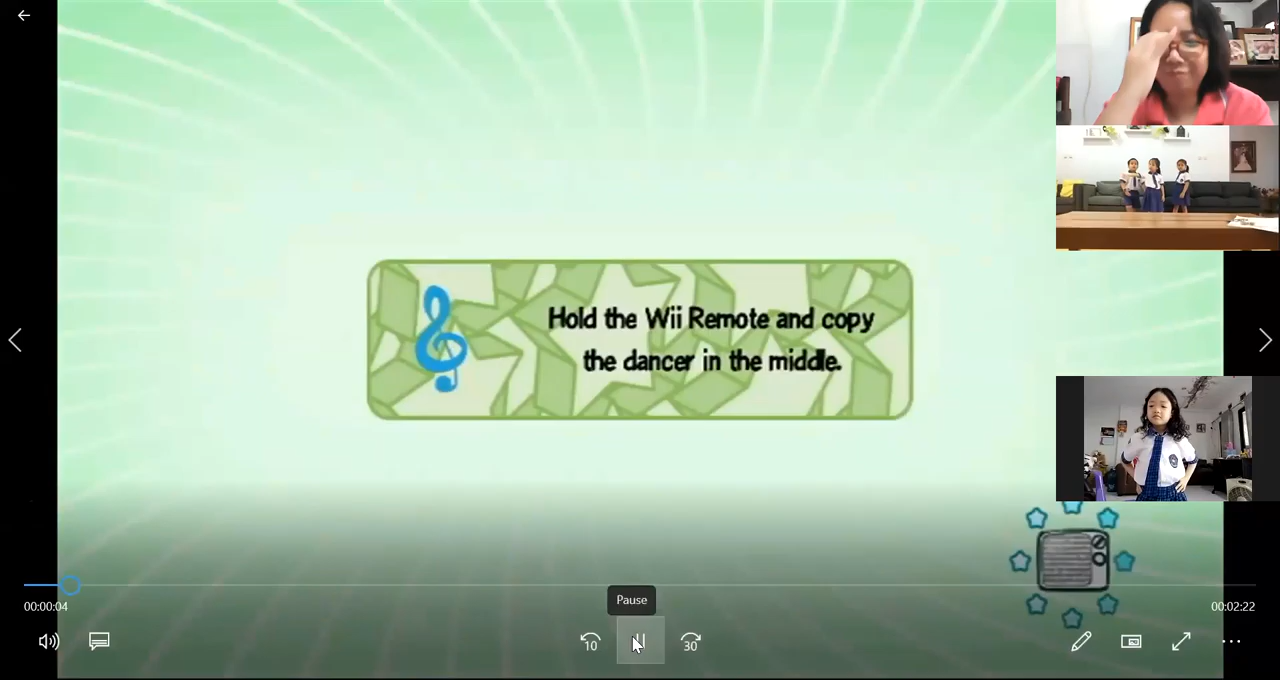 Hold the Wii Remote and copy
the dancer in the middle.
Pause
00:00:04
00:02:22
10
30